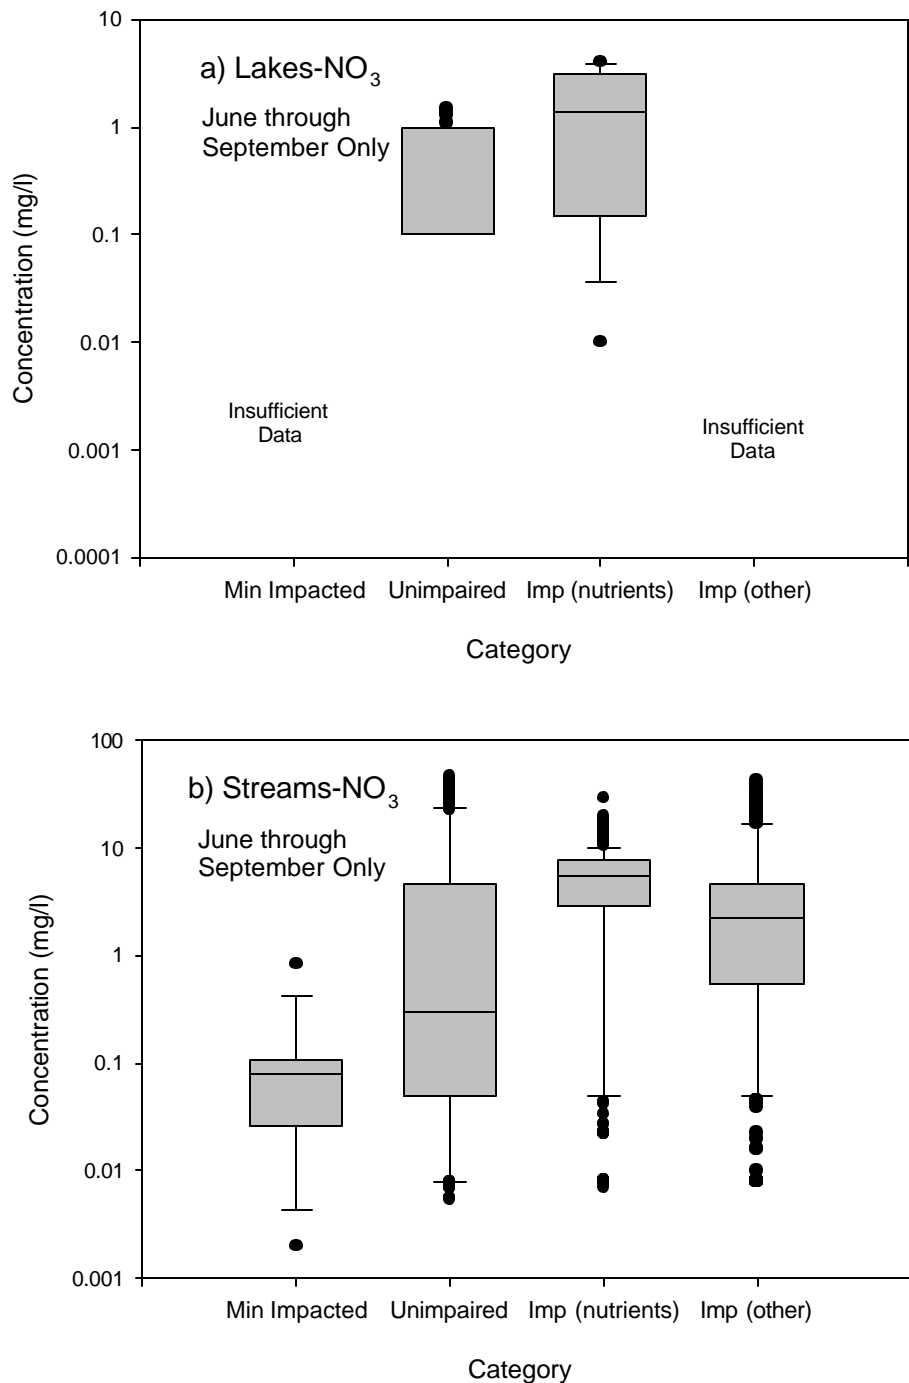 10
a) Lakes-NO3
June through
September Only
1
0.1
0.01
0.001
0.0001
Concentration (mg/l)
Insufficient
Data
Insufficient
Data
Min Impacted Unimpaired Imp (nutrients) Imp (other)
Category
100
b) Streams-NO3
June through
September Only
10
1
0.1
0.01
0.001
Concentration (mg/l)
Min Impacted Unimpaired Imp (nutrients) Imp (other)
Category